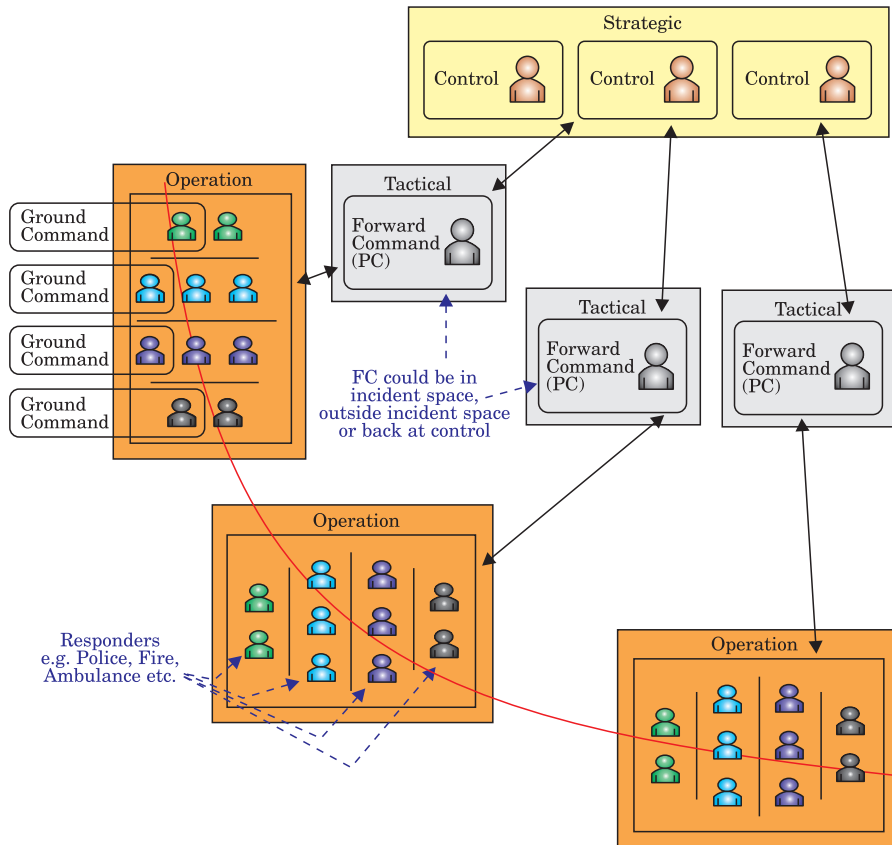 Strategic
Control
Control
Control
Operation
Ground
Command
Ground
Command
Ground
Command
Ground
Command
Tactical
Forward
Command
(PC)
Tactical
Forward
Command
(PC)
Tactical
Forward
Command
(PC)
FC could be in
incident space,
outside incident space
or back at control
Operation
Responders
e.g. Police, Fire,
Ambulance etc.
Operation